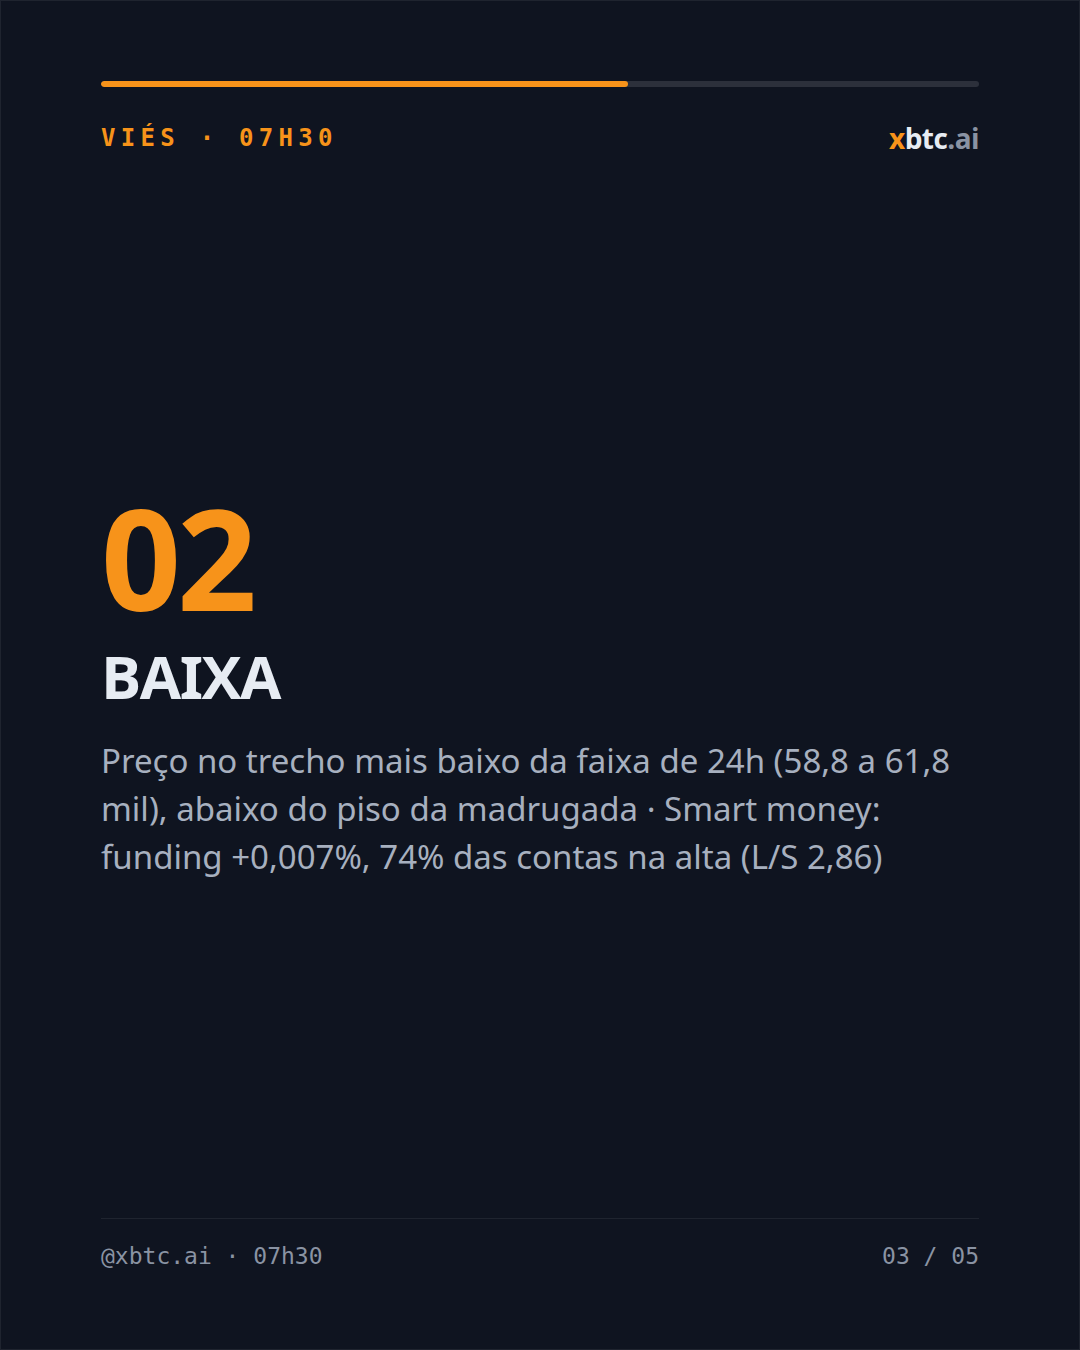 VIÉS · 07H30
xbtc.ai
02
BAIXA
Preço no trecho mais baixo da faixa de 24h (58,8 a 61,8
mil), abaixo do piso da madrugada · Smart money:
funding +0,007%, 74% das contas na alta (L/S 2,86)
@xbtc.ai · 07h30
03 / 05